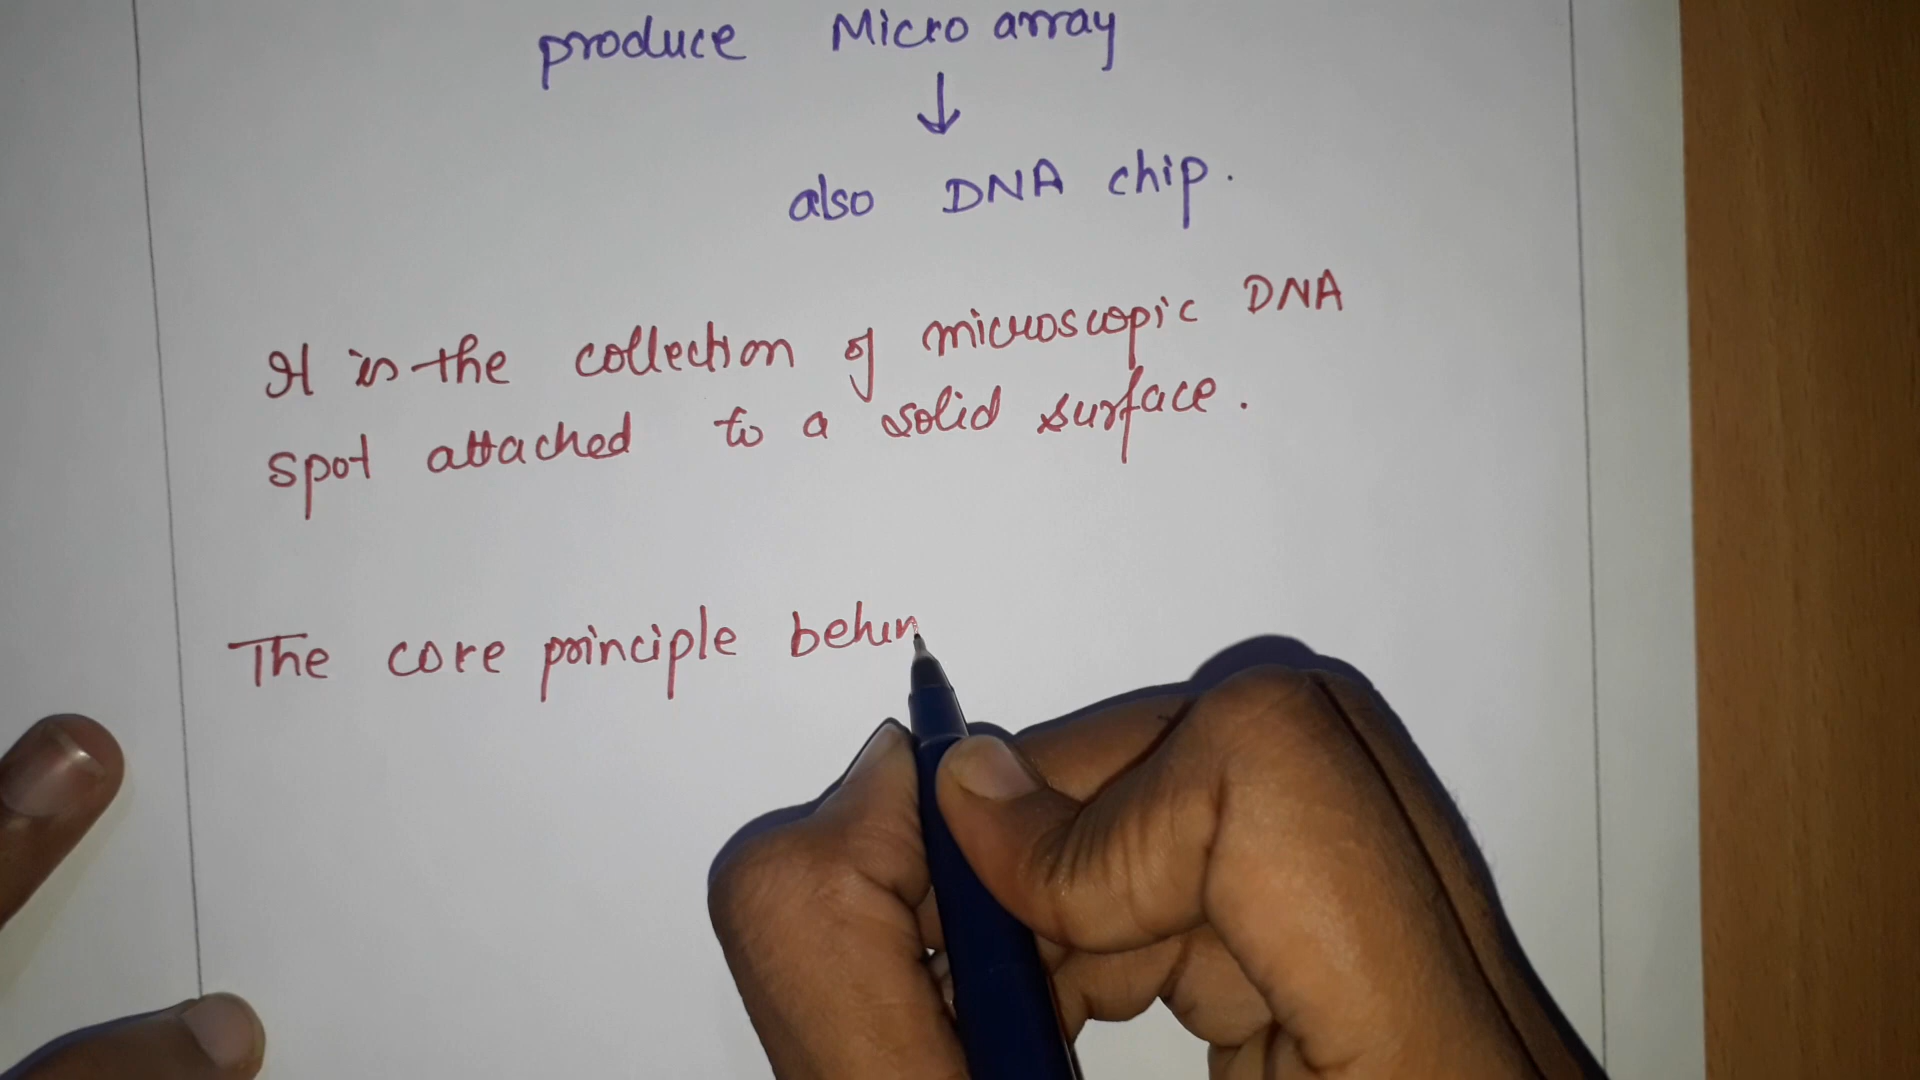 produce Micro array
↓
also DNA chip.
It is the collection of microscopic DNA
spot attached to a solid surface.
The core principle behin